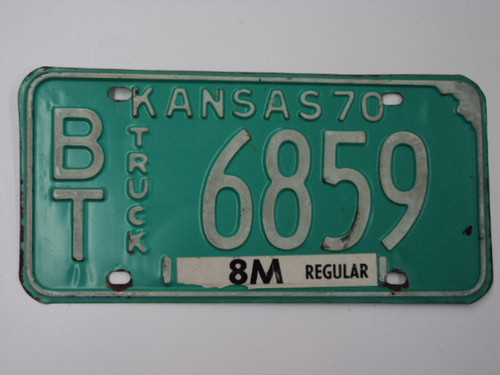 KANSAS 70
BT TRUCK 6859
8M REGULAR